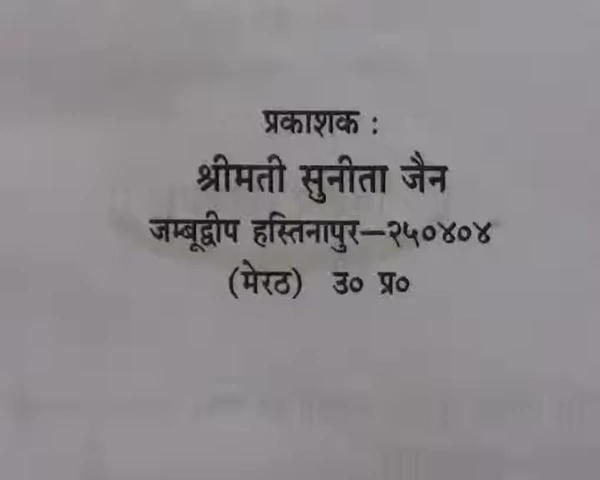 प्रकाशक :
श्रीमती सुनीता जैन
जम्बूद्वीप हस्तिनापुर—२५०४०४
(मेरठ) उ० प्र०